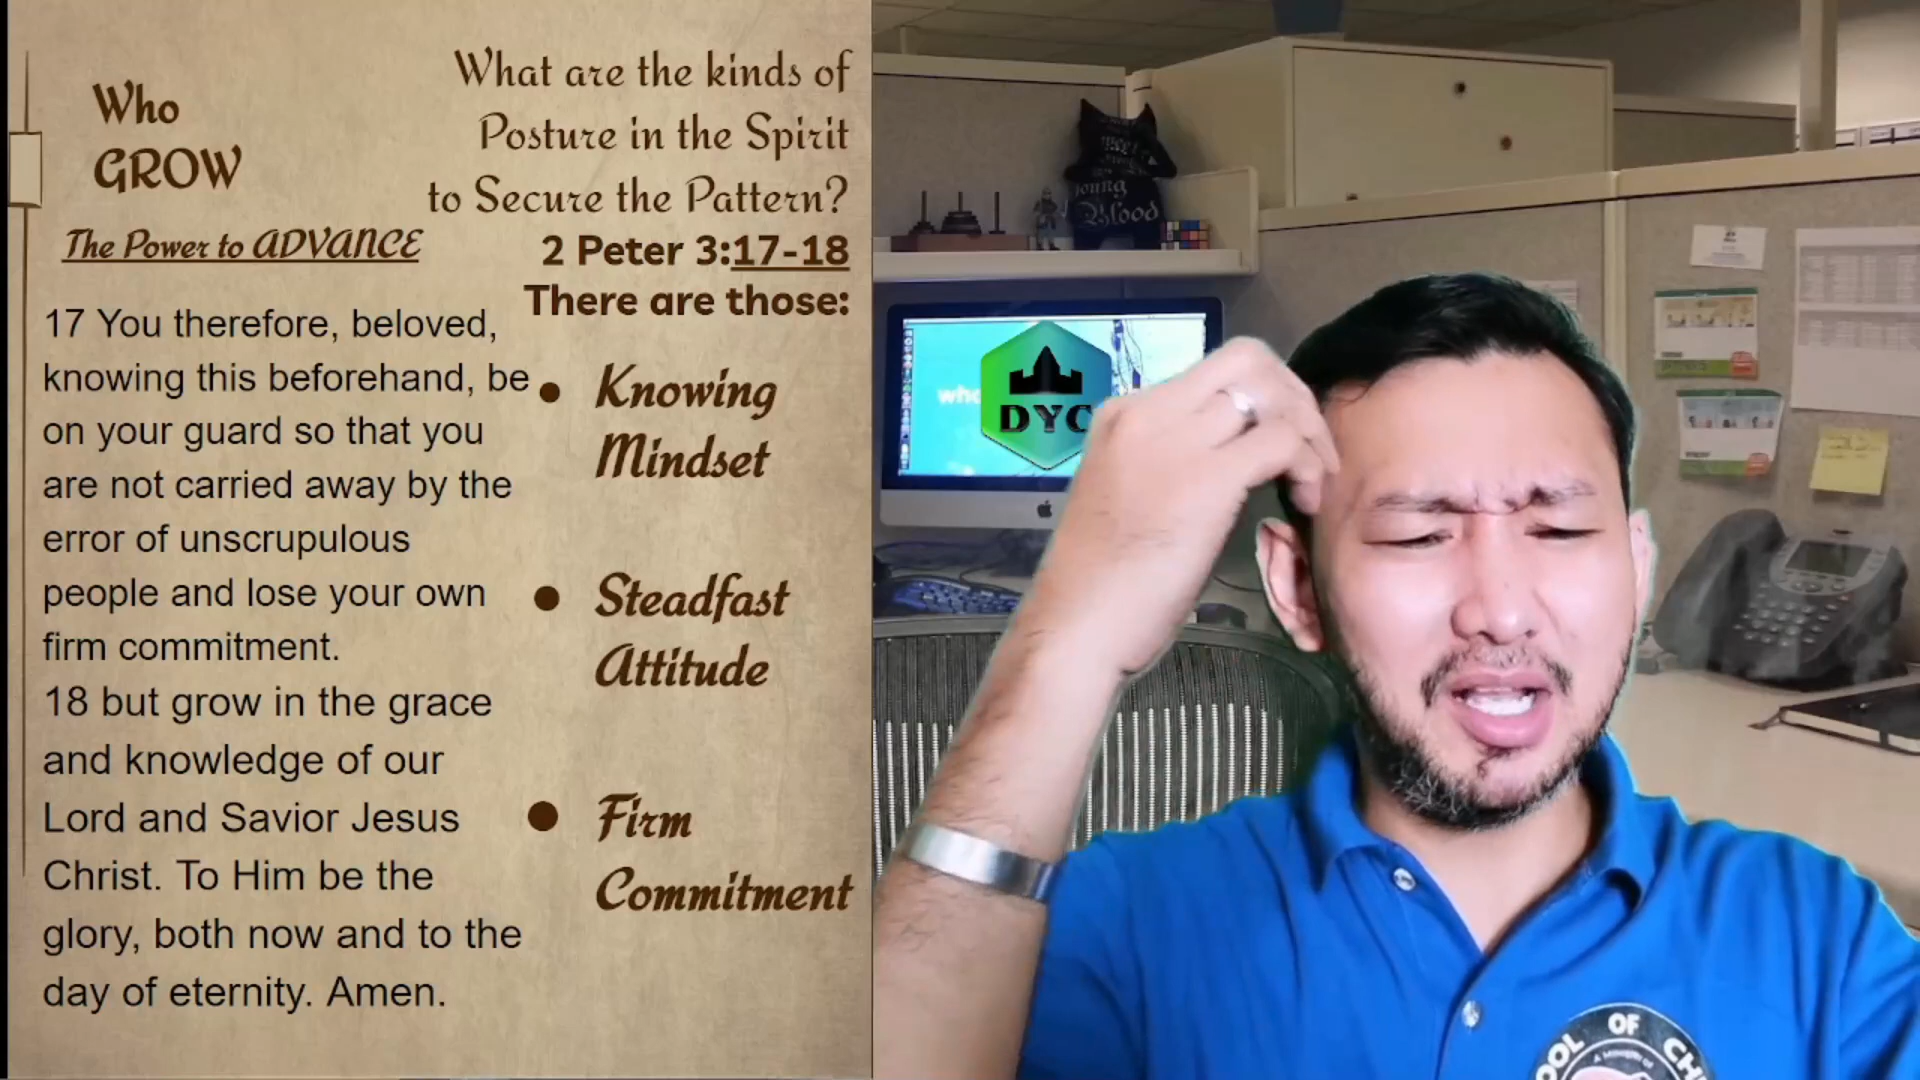 Who
GROW
The Power to ADVANCE
What are the kinds of
Posture in the Spirit
to Secure the Pattern?
2 Peter 3:17-18
There are those:
17 You therefore, beloved,
knowing this beforehand, be
on your guard so that you
are not carried away by the
error of unscrupulous
people and lose your own
firm commitment.
18 but grow in the grace
and knowledge of our
Lord and Savior Jesus
Christ. To Him be the
glory, both now and to the
day of eternity. Amen.
• Knowing
Mindset
• Steadfast
Attitude
• Firm
Commitment
Young
Blood
DYC
OF